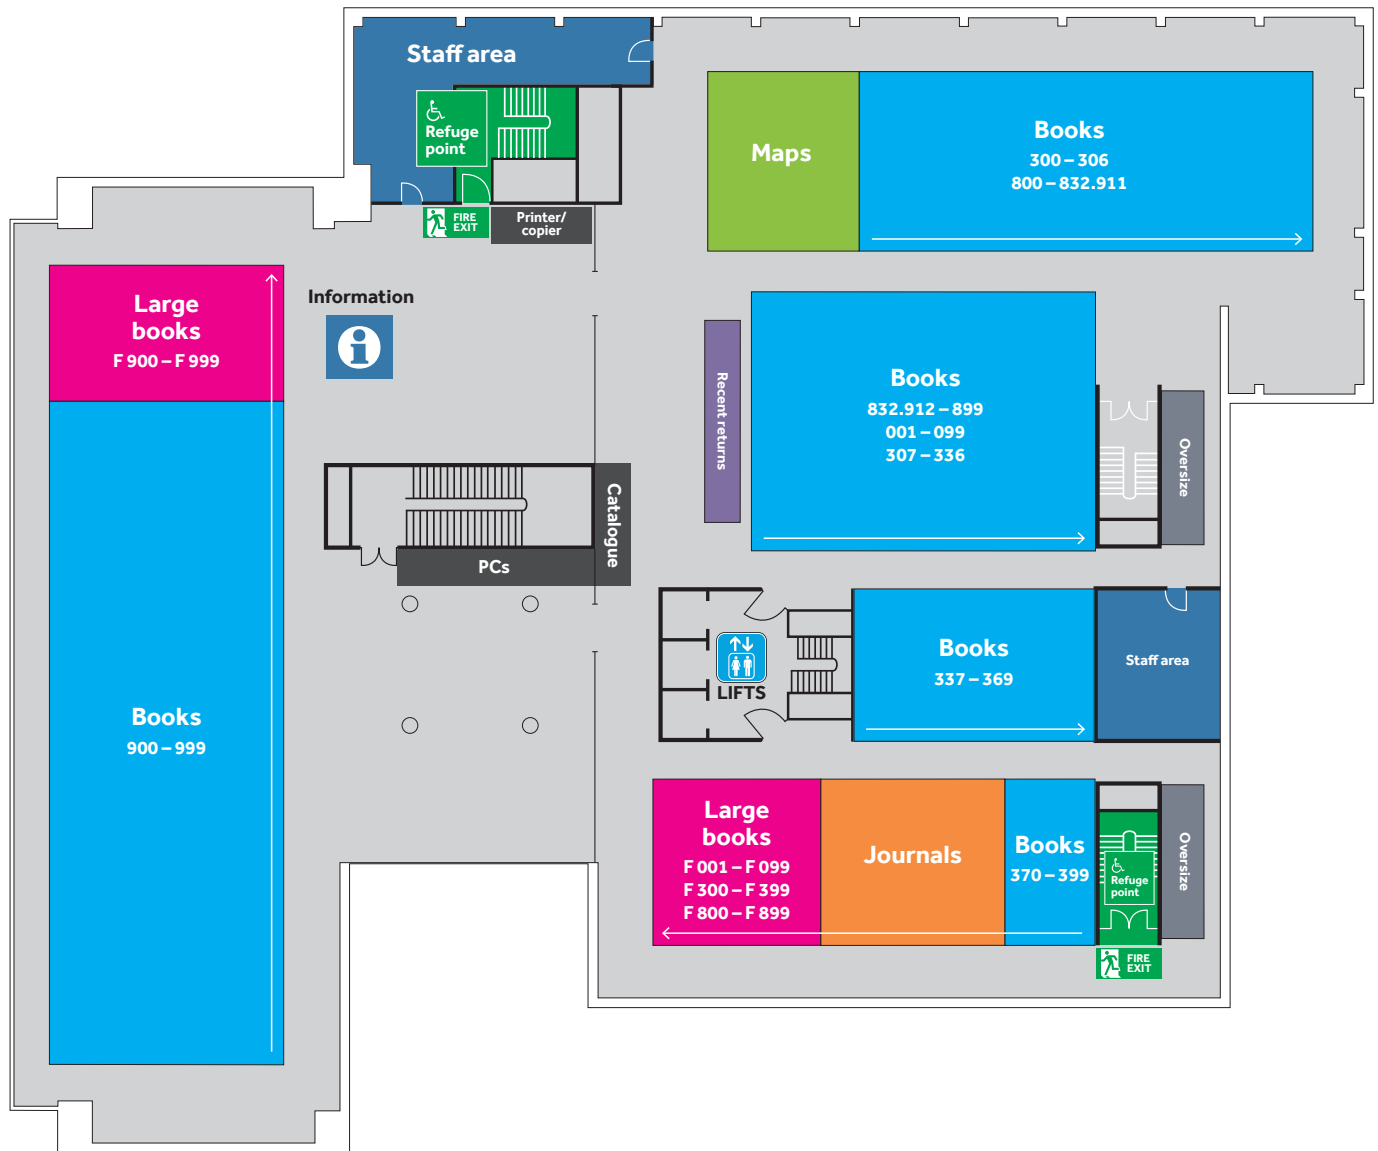 Staff area
Refuge
point
FIRE
EXIT
Printer/
copier
Maps
Books
300 – 306
800 – 832.911
Large
books
F 900 – F 999
Information
i
Recent returns
Books
832.912 – 899
001 – 099
307 – 336
Oversize
Catalogue
PCs
LIFTS
Books
337 – 369
Staff area
Books
900 – 999
Large
books
F 001 – F 099
F 300 – F 399
F 800 – F 899
Journals
Books
370 – 399
Refuge
point
Oversize
FIRE
EXIT